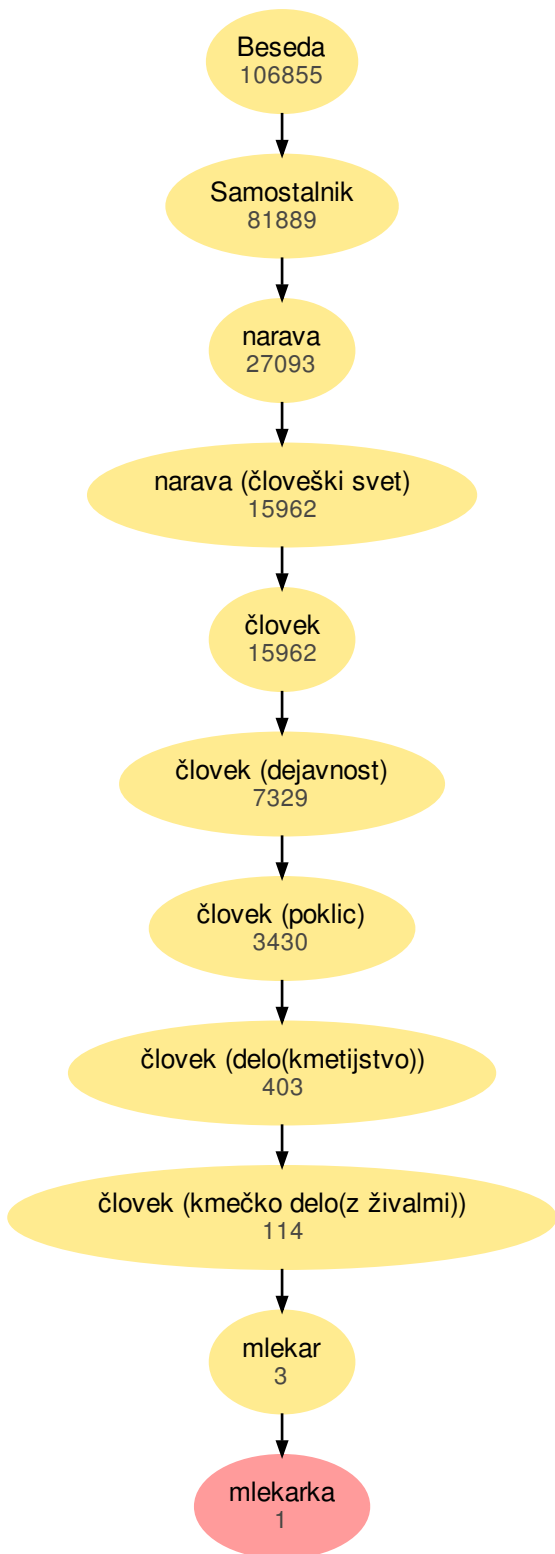 Beseda
106855
Samostalnik
81889
narava
27093
narava (človeški svet)
15962
človek
15962
človek (dejavnost)
7329
človek (poklic)
3430
človek (delo(kmetijstvo))
403
človek (kmečko delo(z živalmi))
114
mlekar
3
mlekarka
1